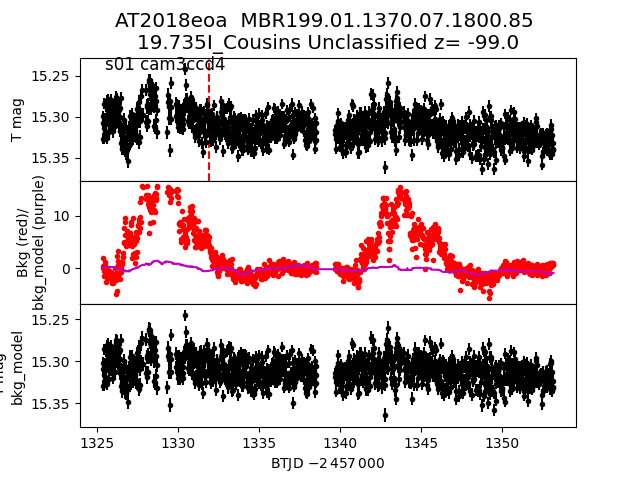 AT2018eoa MBR199.01.1370.07.1800.85
19.735I_Cousins Unclassified z= -99.0
s01 cam3ccd4
15.25
15.30
15.35
T mag
10
0
Bkg (red)/
bkg_model (purple)
15.25
15.30
15.35
bkg_model
1325 1330 1335 1340 1345 1350
BTJD −2 457 000